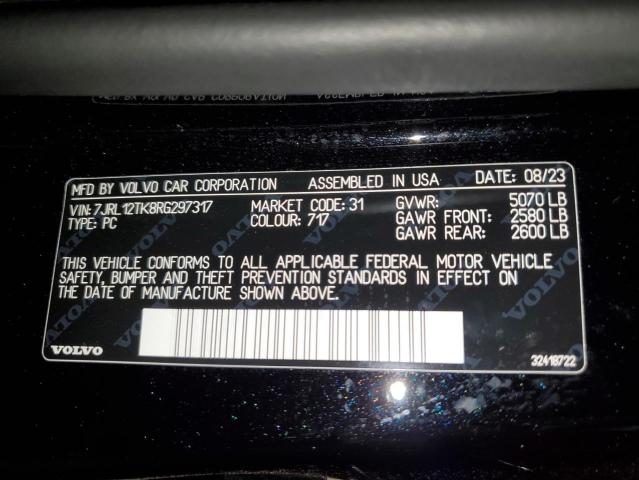 MFD BY VOLVO CAR CORPORATION ASSEMBLED IN USA DATE: 08/23
VIN:7JRL12TK8RG297317 MARKET CODE: 31 GVWR: 5070 LB
TYPE: PC COLOUR: 717 GAWR FRONT: 2580 LB
GAWR REAR: 2600 LB
THIS VEHICLE CONFORMS TO ALL APPLICABLE FEDERAL MOTOR VEHICLE
SAFETY, BUMPER AND THEFT PREVENTION STANDARDS IN EFFECT ON
THE DATE OF MANUFACTURE SHOWN ABOVE.
VOLVO 32418722